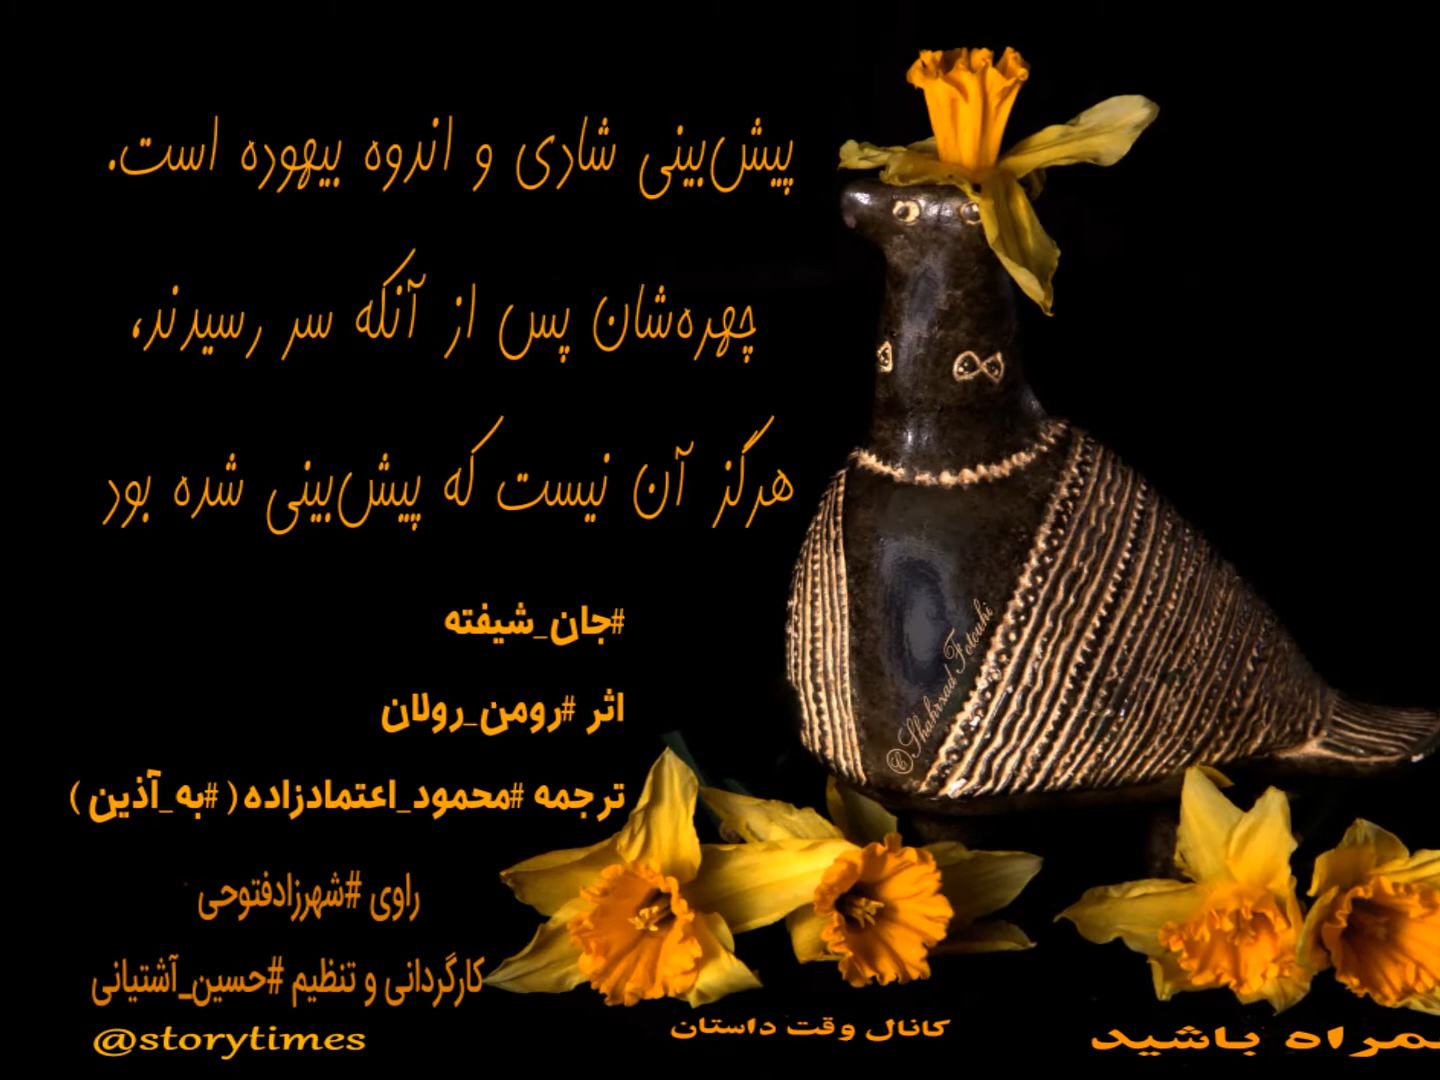 پیش‌بینی شادی و اندوه بیهوده است.
چهره‌شان پس از آنکه سر رسیدند،
هرگز آن نیست که پیش‌بینی شده بود
#جان_شیفته
اثر #رومن_رولان
ترجمه #محمود_اعتمادزاده ( #به_آذین )
راوی #شهرزادفتوحی
کارگردانی و تنظیم #حسین_آشتیانی
@storytimes
کانال وقت داستان
مراه باشید
©Shahrzad Fotouhi